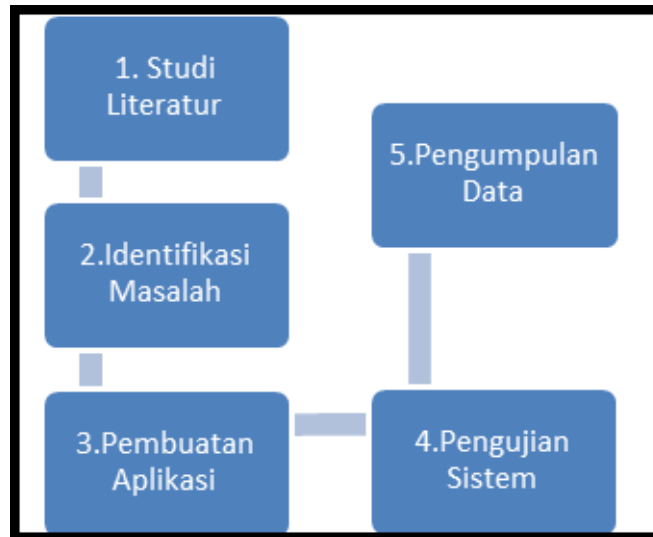 1. Studi
Literatur
2.Identifikasi
Masalah
3.Pembuatan
Aplikasi
4.Pengujian
Sistem
5.Pengumpulan
Data